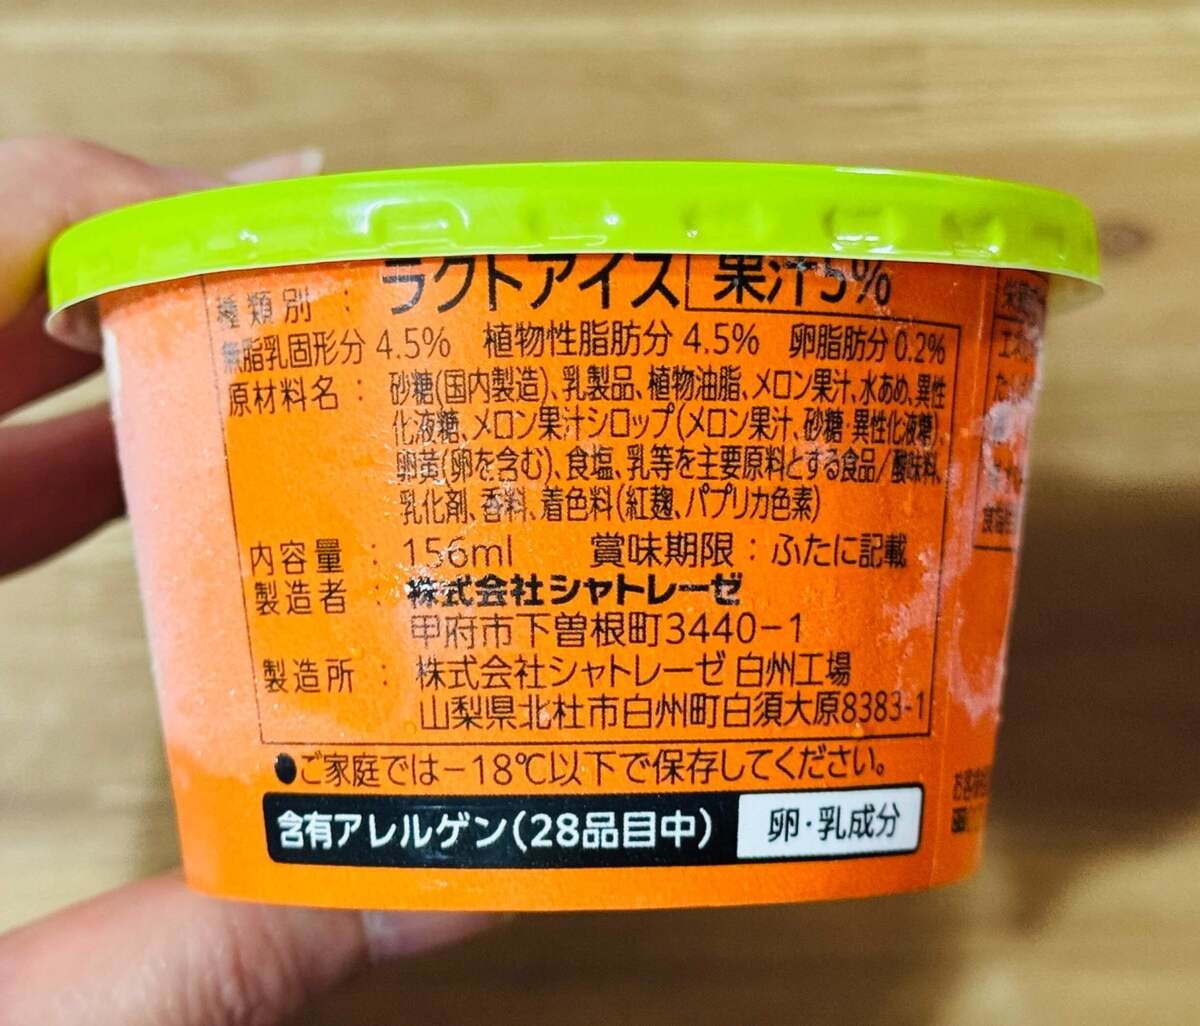 種類別 : ラクトアイス 果汁5%
無脂乳固形分 4.5% 植物性脂肪分 4.5% 卵脂肪分 0.2%
原材料名 : 砂糖(国内製造)、乳製品、植物油脂、メロン果汁、水あめ、異性
化液糖、メロン果汁シロップ(メロン果汁、砂糖・異性化液糖)、
卵黄(卵を含む)、食塩、乳等を主要原料とする食品/酸味料、
乳化剤、香料、着色料(紅麹、パプリカ色素)
内容量 : 156ml 賞味期限 : ふたに記載
製造者 : 株式会社シャトレーゼ
甲府市下曽根町3440-1
製造所 : 株式会社シャトレーゼ 白州工場
山梨県北杜市白州町白須大原8383-1
●ご家庭では-18℃以下で保存してください。
含有アレルゲン(28品目中) 卵・乳成分